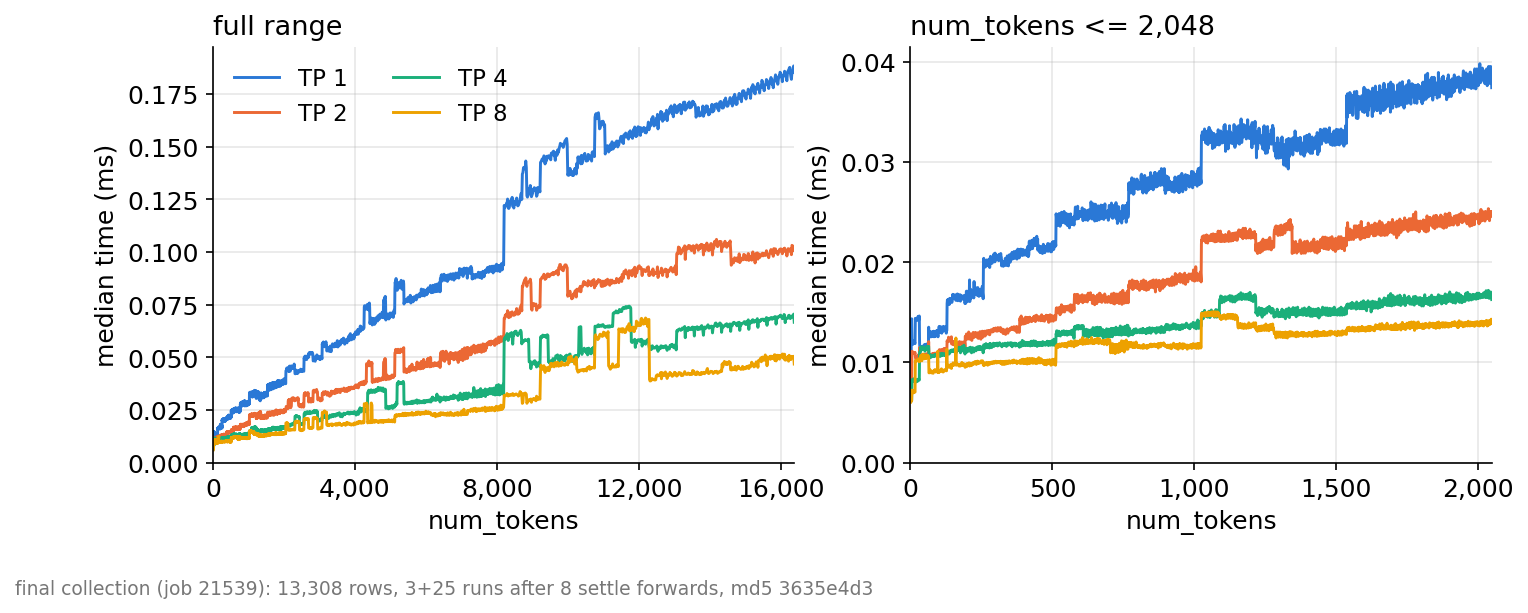 full range
num_tokens <= 2,048
TP 1
TP 2
TP 4
TP 8
median time (ms)
0.175
0.150
0.125
0.100
0.075
0.050
0.025
0.000
0
4,000
8,000
12,000
16,000
num_tokens
median time (ms)
0.04
0.03
0.02
0.01
0.00
0
500
1,000
1,500
2,000
num_tokens
final collection (job 21539): 13,308 rows, 3+25 runs after 8 settle forwards, md5 3635e4d3